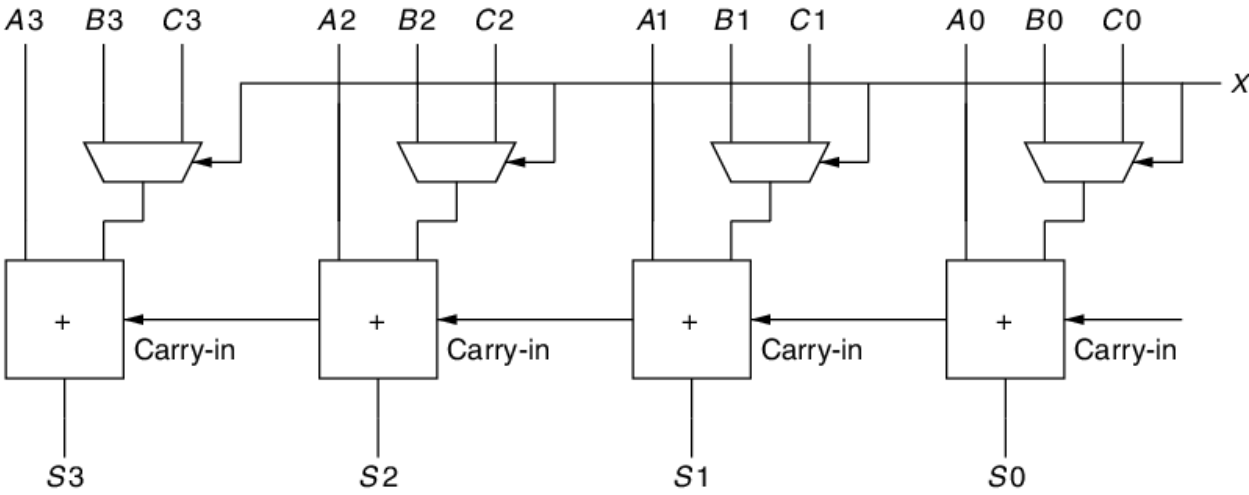 A3 B3 C3 A2 B2 C2 A1 B1 C1 A0 B0 C0
X
+ + + +
Carry-in Carry-in Carry-in Carry-in
S3 S2 S1 S0